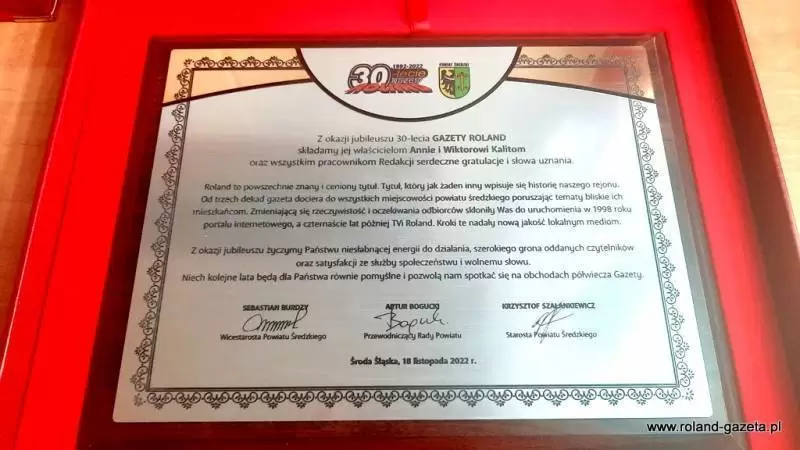 1992-2022
30-lecie
GAZETY
ROLAND
POWIAT ŚREDZKI
Z okazji jubileuszu 30-lecia GAZETY ROLAND
składamy jej właścicielom Annie i Wiktorowi Kalitom
oraz wszystkim pracownikom Redakcji serdeczne gratulacje i słowa uznania.
Roland to powszechnie znany i ceniony tytuł. Tytuł, który jak żaden inny wpisuje się historię naszego rejonu.
Od trzech dekad gazeta dociera do wszystkich miejscowości powiatu średzkiego poruszając tematy bliskie ich
mieszkańcom. Zmieniającą się rzeczywistość i oczekiwania odbiorców skłoniły Was do uruchomienia w 1998 roku
portalu internetowego, a czternaście lat później TVi Roland. Kroki te nadały nową jakość lokalnym mediom.
Z okazji jubileuszu życzymy Państwu niesłabnącej energii do działania, szerokiego grona oddanych czytelników
oraz satysfakcji ze służby społeczeństwu i wolnemu słowu.
Niech kolejne lata będą dla Państwa równie pomyślne i pozwolą nam spotkać się na obchodach półwiecza Gazety.
SEBASTIAN BURDZY
Wicestarosta Powiatu Średzkiego
ARTUR BOGUCKI
Przewodniczący Rady Powiatu
KRZYSZTOF SZAŁANKIEWICZ
Starosta Powiatu Średzkiego
Środa Śląska, 18 listopada 2022 r.
www.roland-gazeta.pl